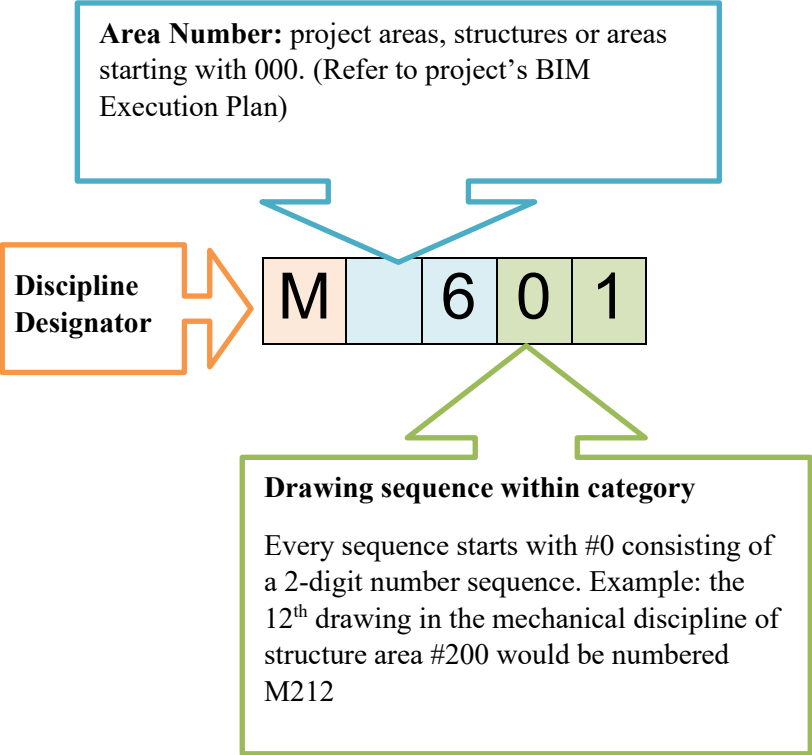 Area Number: project areas, structures or areas
starting with 000. (Refer to project’s BIM
Execution Plan)
Discipline
Designator
M 6 0 1
Drawing sequence within category
Every sequence starts with #0 consisting of
a 2-digit number sequence. Example: the
12th drawing in the mechanical discipline of
structure area #200 would be numbered
M212